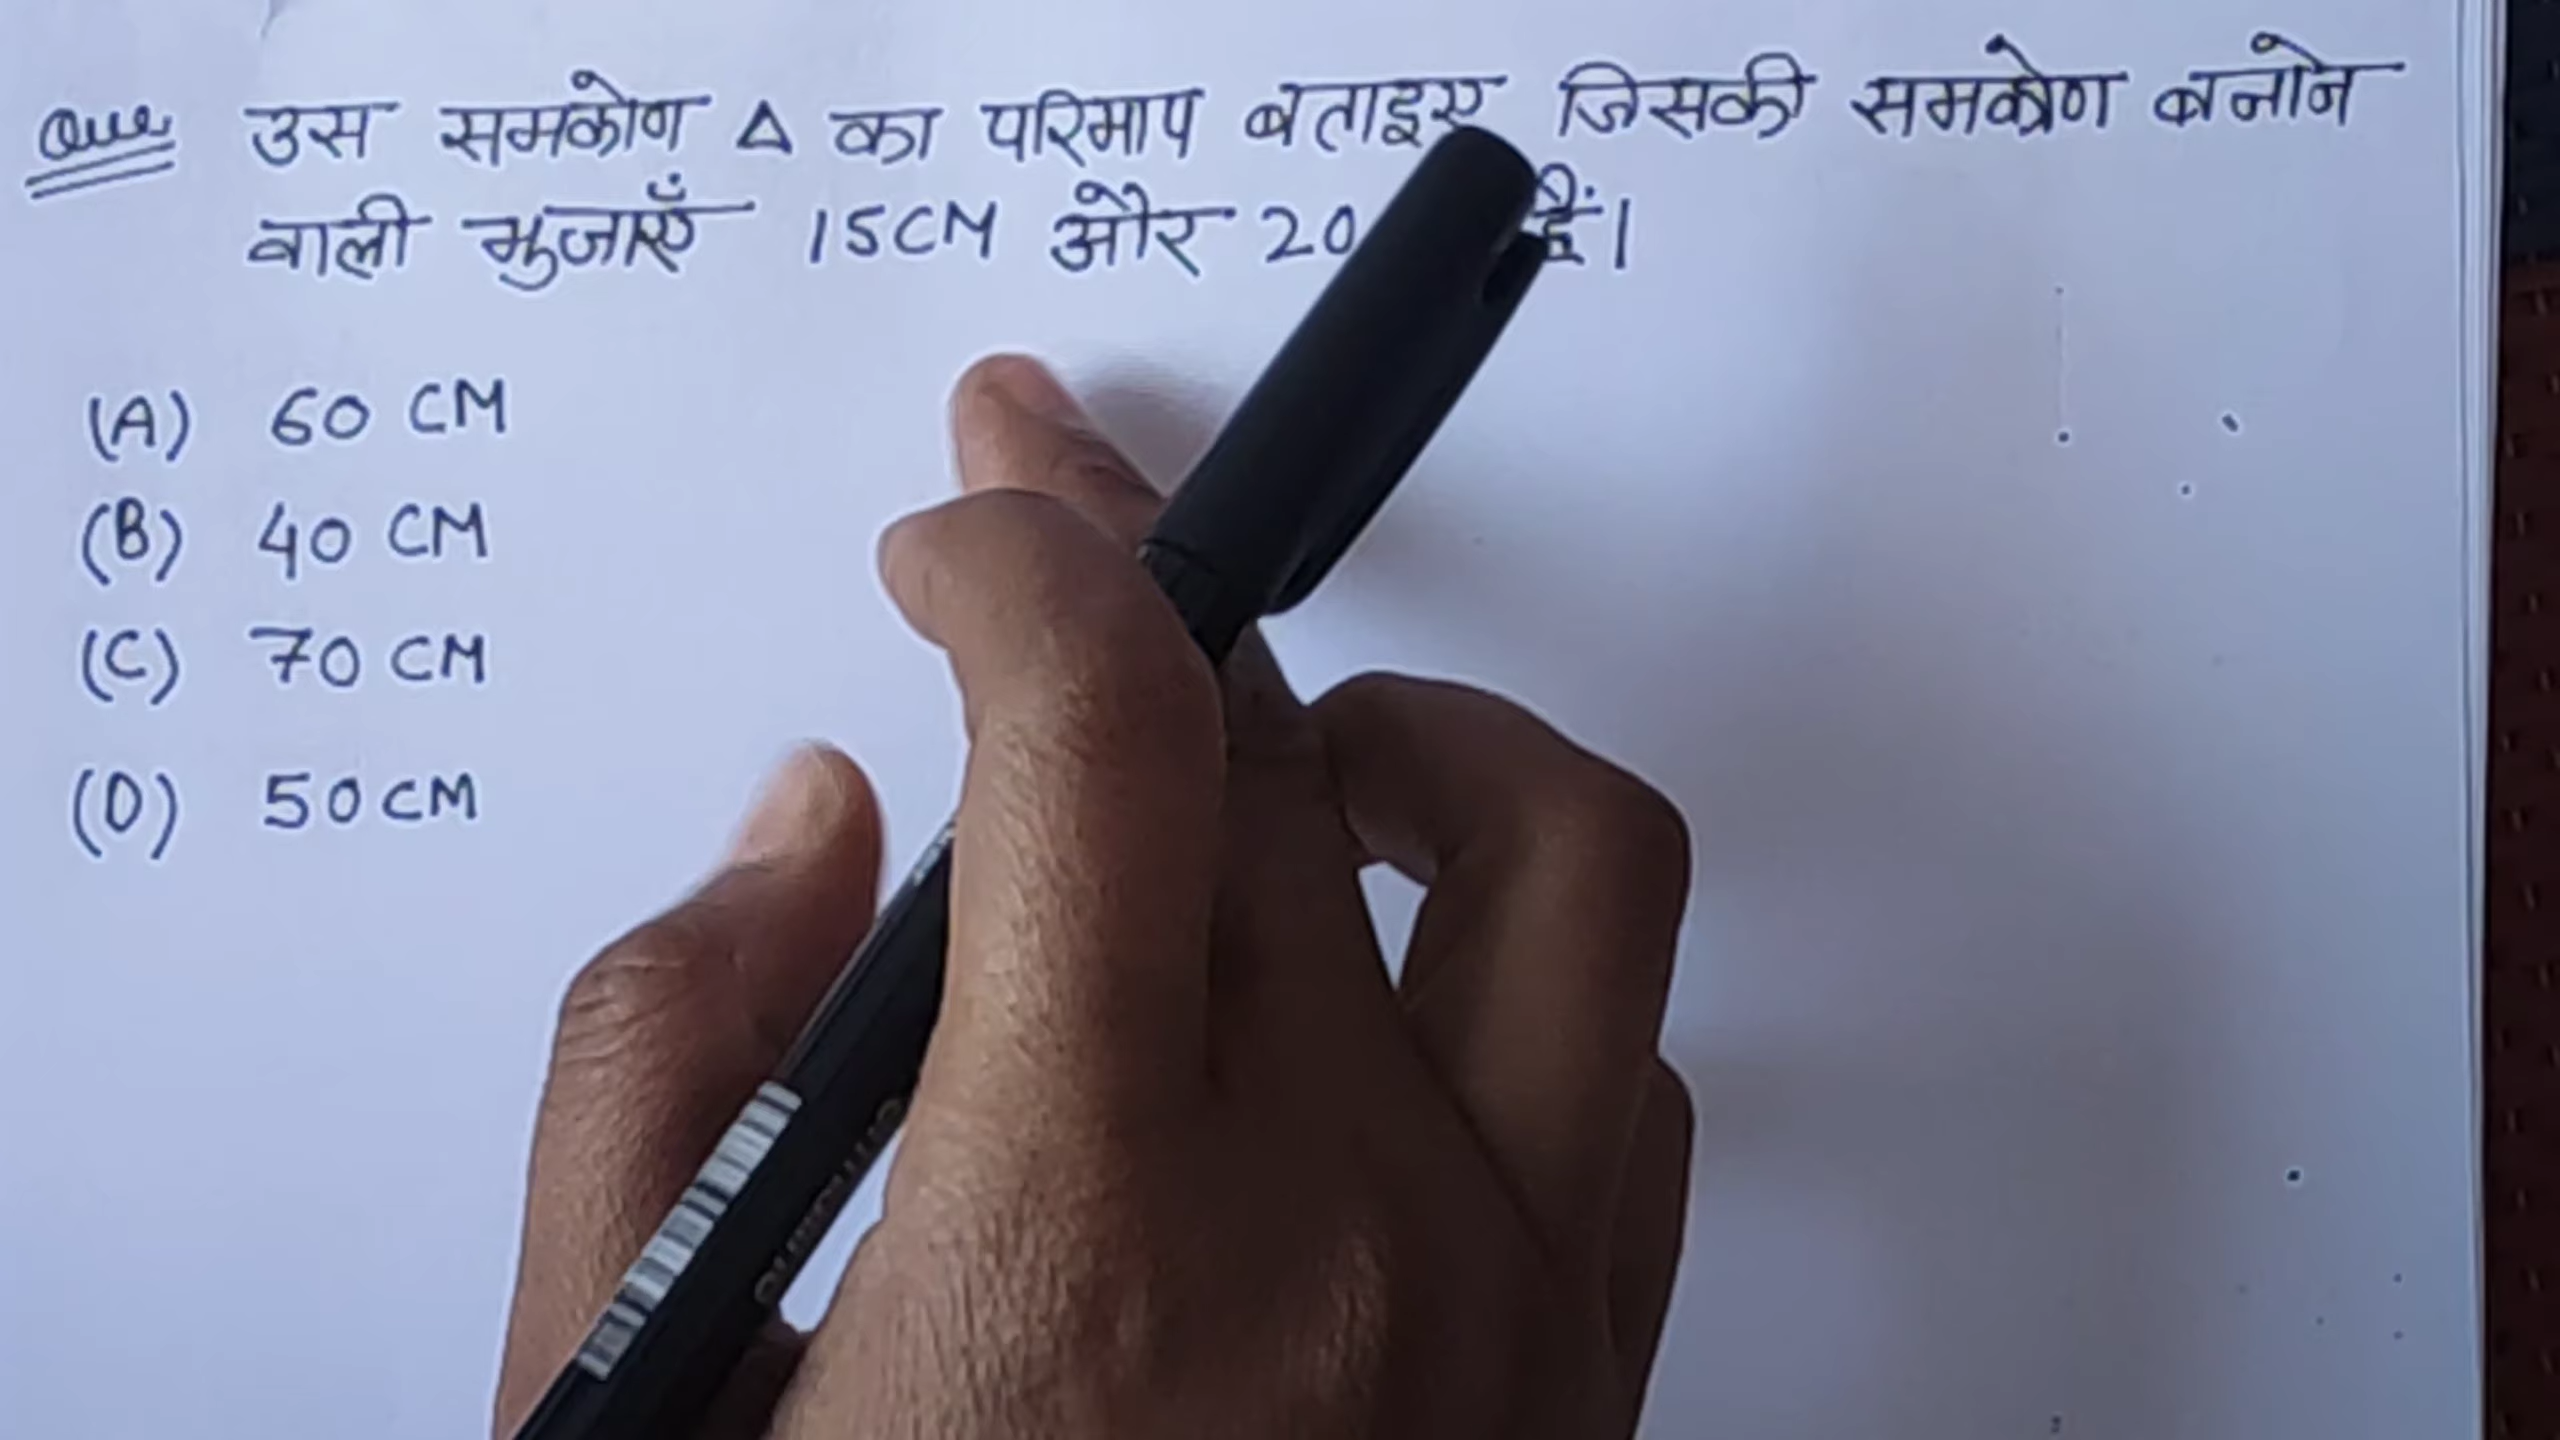 Que उस समकोण Δ का परिमाप बताइए जिसकी समकोण बनाने
वाली भुजाएँ 15CM और 20 हैं।
(A) 60 CM
(B) 40 CM
(C) 70 CM
(D) 50 CM